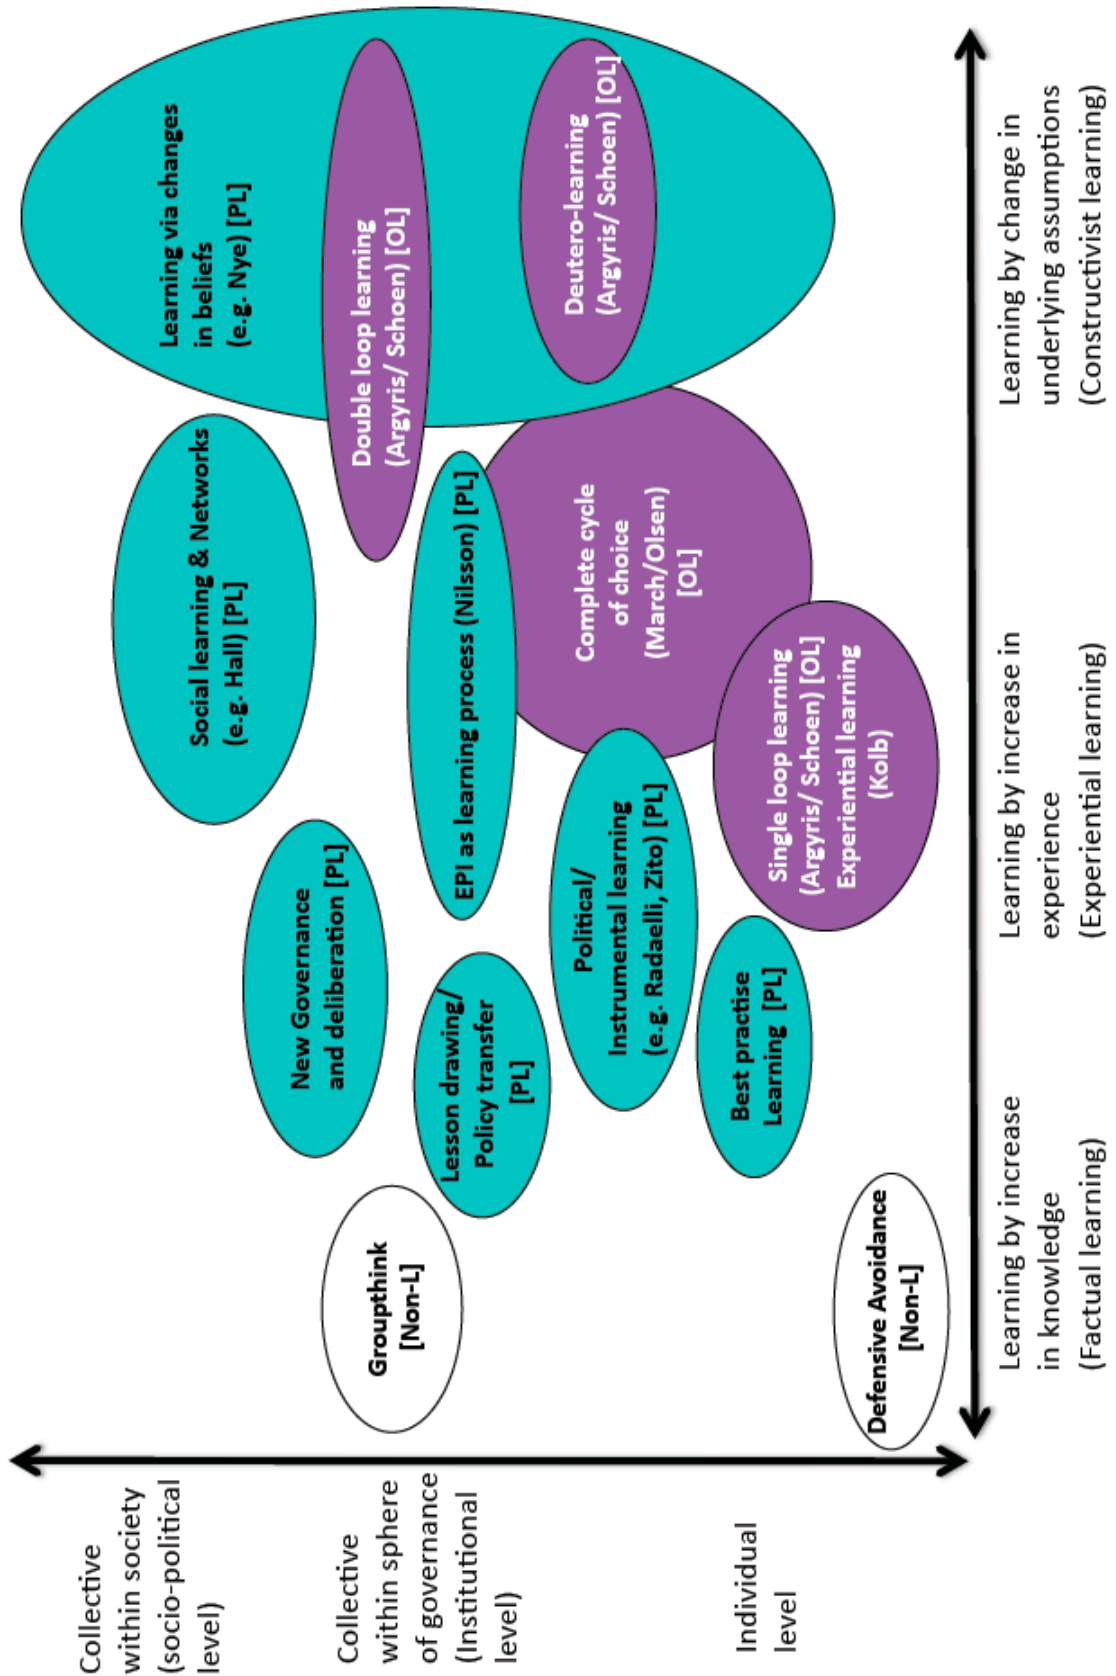 Collective
within society
(socio-political
level)
Collective
within sphere
of governance
(Institutional
level)
Individual
level
Learning via changes
in beliefs
(e.g. Nye) [PL]
Social learning & Networks
(e.g. Hall) [PL]
New Governance
and deliberation [PL]
Double loop learning
(Argyris/ Schoen) [OL]
Groupthink
[Non-L]
Lesson drawing/
Policy transfer
[PL]
EPI as learning process (Nilsson) [PL]
Deutero-learning
(Argyris/ Schoen) [OL]
Complete cycle
of choice
(March/Olsen)
[OL]
Political/
Instrumental learning
(e.g. Radaelli, Zito) [PL]
Best practise
Learning [PL]
Single loop learning
(Argyris/ Schoen) [OL]
Experiential learning
(Kolb)
Defensive Avoidance
[Non-L]
Learning by increase
in knowledge
(Factual learning)
Learning by increase in
experience
(Experiential learning)
Learning by change in
underlying assumptions
(Constructivist learning)